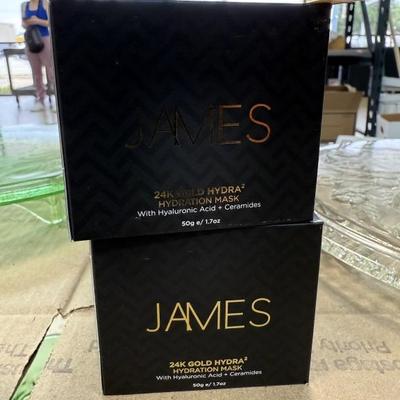 JAMES
24K GOLD HYDRA²
HYDRATION MASK
With Hyaluronic Acid + Ceramides
50g e/ 1.7oz
JAMES
24K GOLD HYDRA²
HYDRATION MASK
With Hyaluronic Acid + Ceramides
50g e/ 1.7oz
Priority